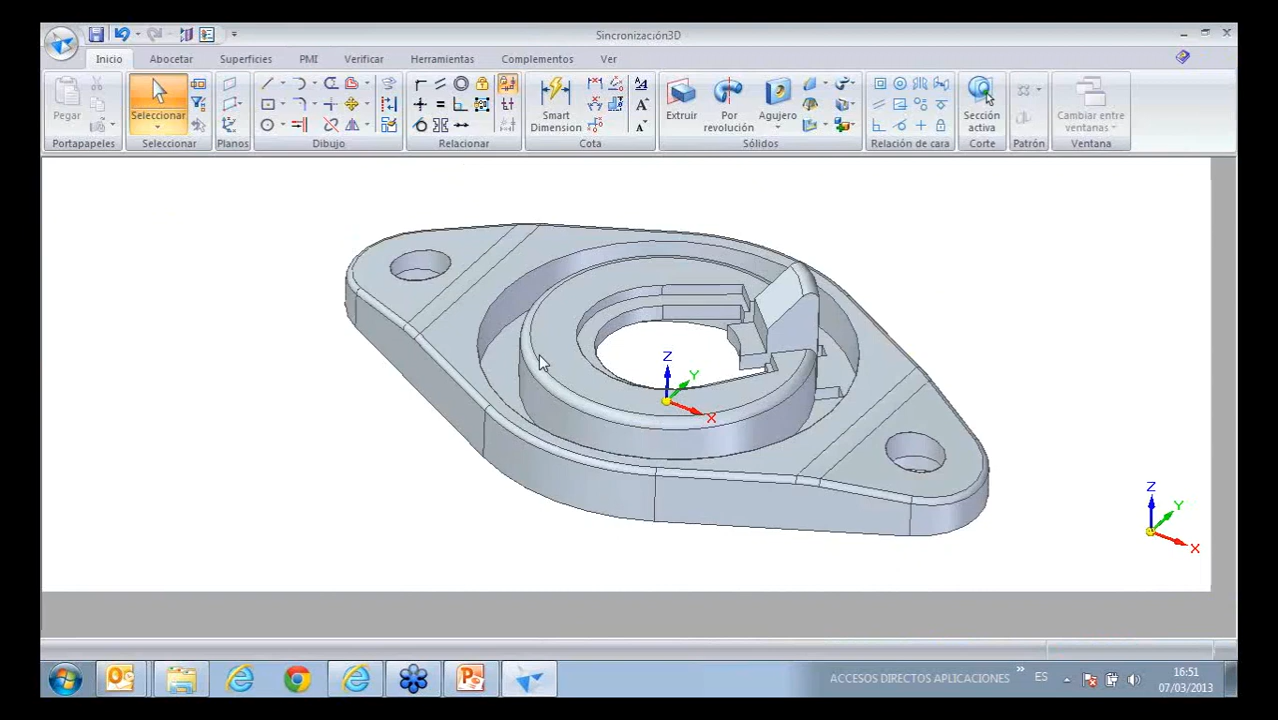 Sincronización3D
Inicio Abocetar Superficies PMI Verificar Herramientas Complementos Ver
Pegar
Seleccionar
Smart Dimension
Extruir
Por revolución
Agujero
Sección activa
Cambiar entre ventanas
Portapapeles Seleccionar Planos Dibujo Relacionar Cota Sólidos Relación de cara Corte Patrón Ventana
Z
Y
X
Z
Y
X
ACCESOS DIRECTOS APLICACIONES » ES 16:51
07/03/2013